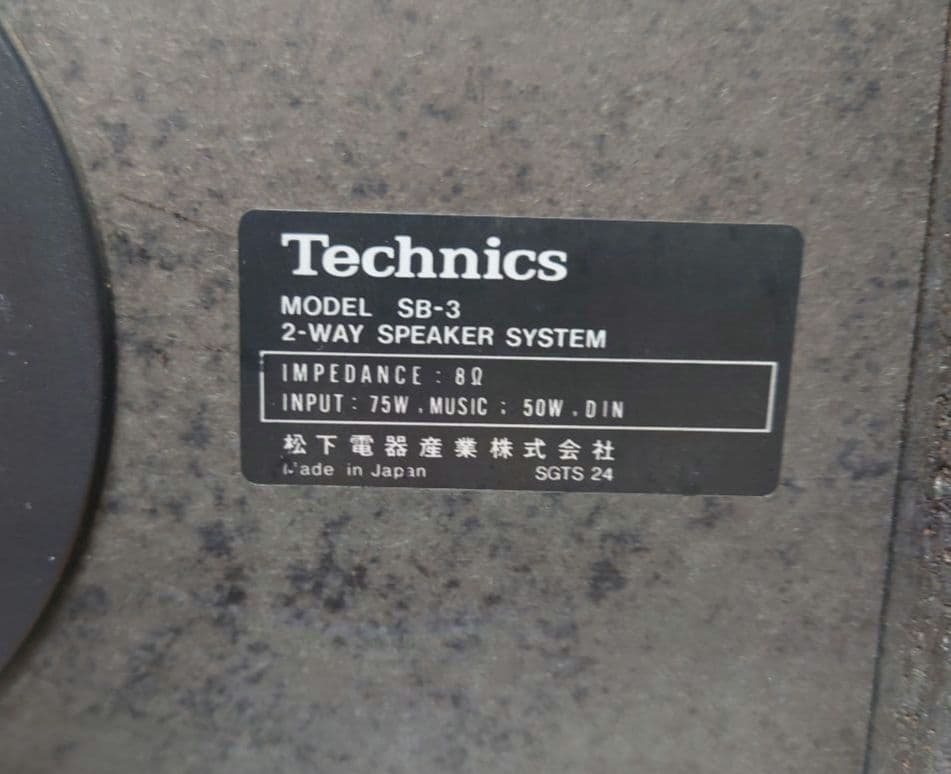 Technics
MODEL SB-3
2-WAY SPEAKER SYSTEM
IMPEDANCE : 8Ω
INPUT : 75W . MUSIC : 50W . DIN
松下電器産業株式会社
Made in Japan SGTS 24